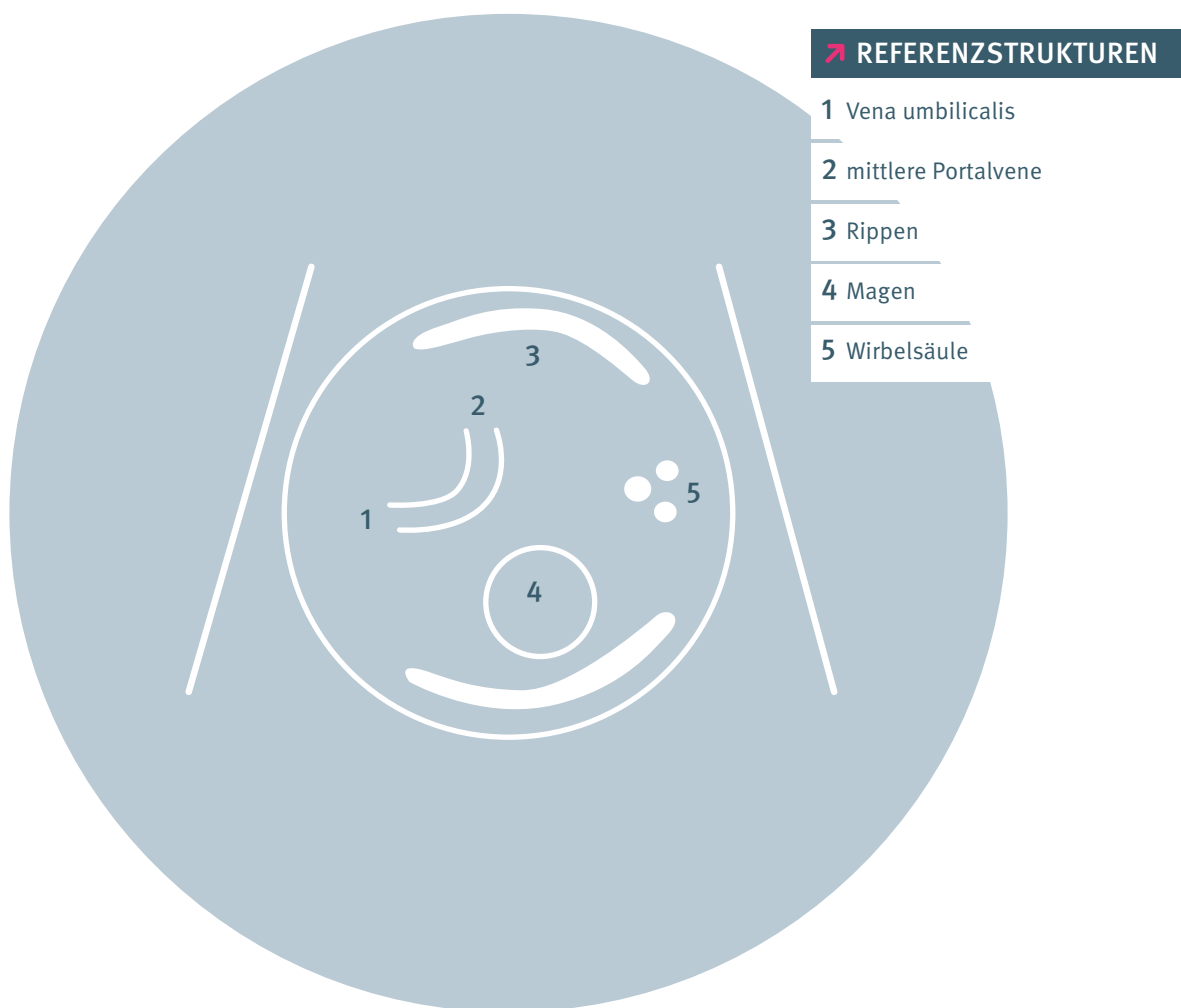 REFERENZSTRUKTUREN
1 Vena umbilicalis
2 mittlere Portalvene
3 Rippen
4 Magen
5 Wirbelsäule
3
2
5
1
4